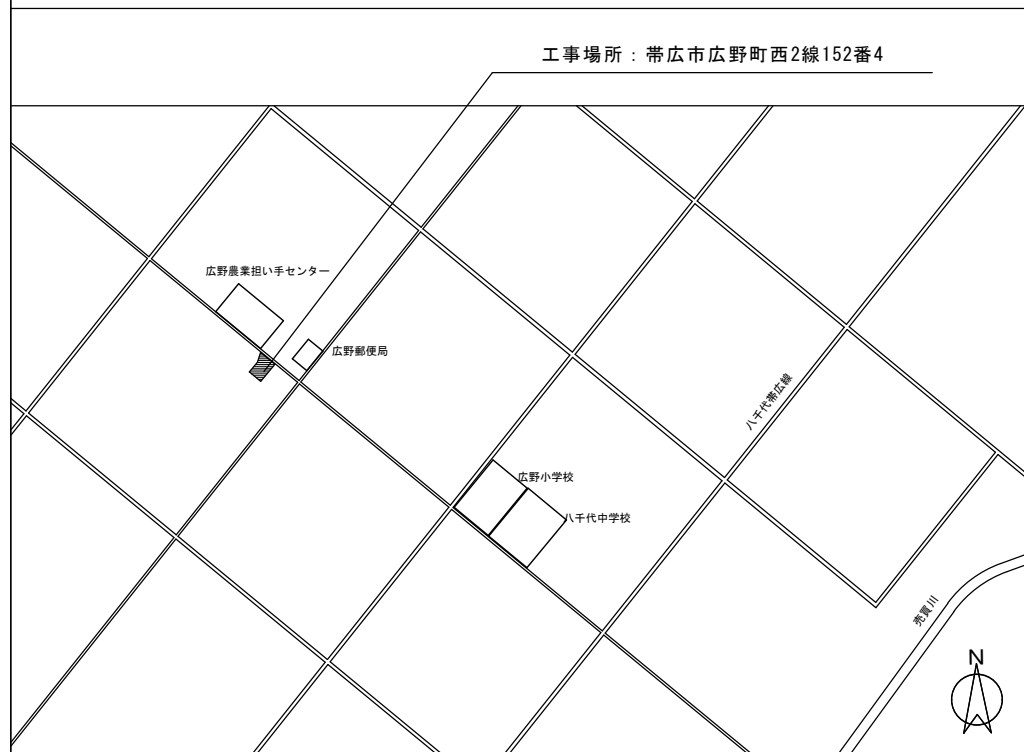 工事場所：帯広市広野町西2線152番4
広野農業担い手センター
広野郵便局
八千代帯広線
広野小学校
八千代中学校
売買川
N